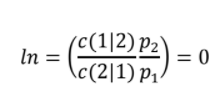 ln = (c(1|2) p₂ / c(2|1) p₁) = 0